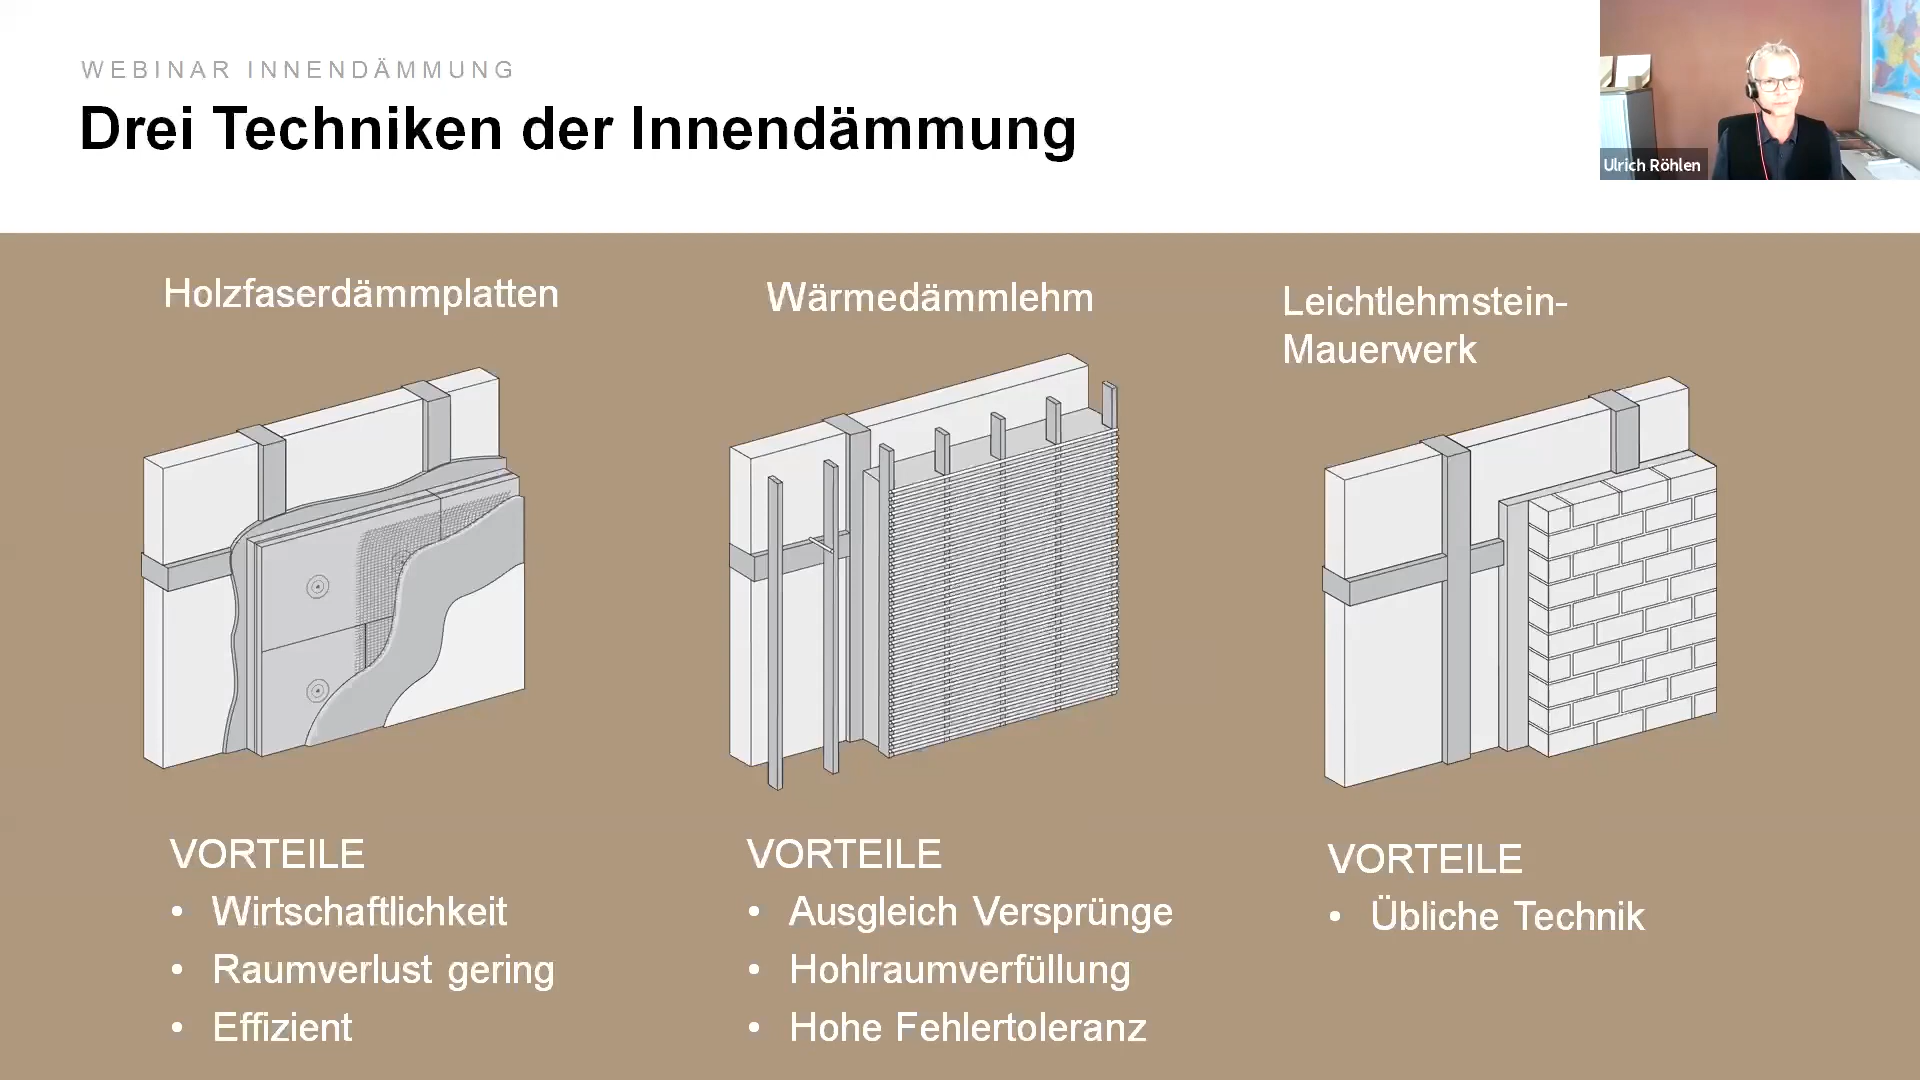 WEBINAR INNENDÄMMUNG
Drei Techniken der Innendämmung
Ulrich Röhlen
Holzfaserdämmplatten
Wärmedämmlehm
Leichtlehmstein-
Mauerwerk
VORTEILE
• Wirtschaftlichkeit
• Raumverlust gering
• Effizient
VORTEILE
• Ausgleich Versprünge
• Hohlraumverfüllung
• Hohe Fehlertoleranz
VORTEILE
• Übliche Technik